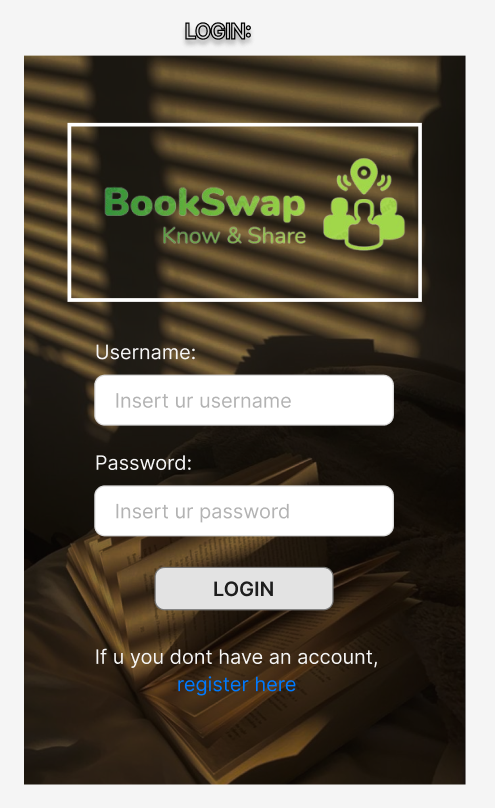 LOGIN:
BookSwap
Know & Share
Username:
Insert ur username
Password:
Insert ur password
LOGIN
If u you dont have an account,
register here